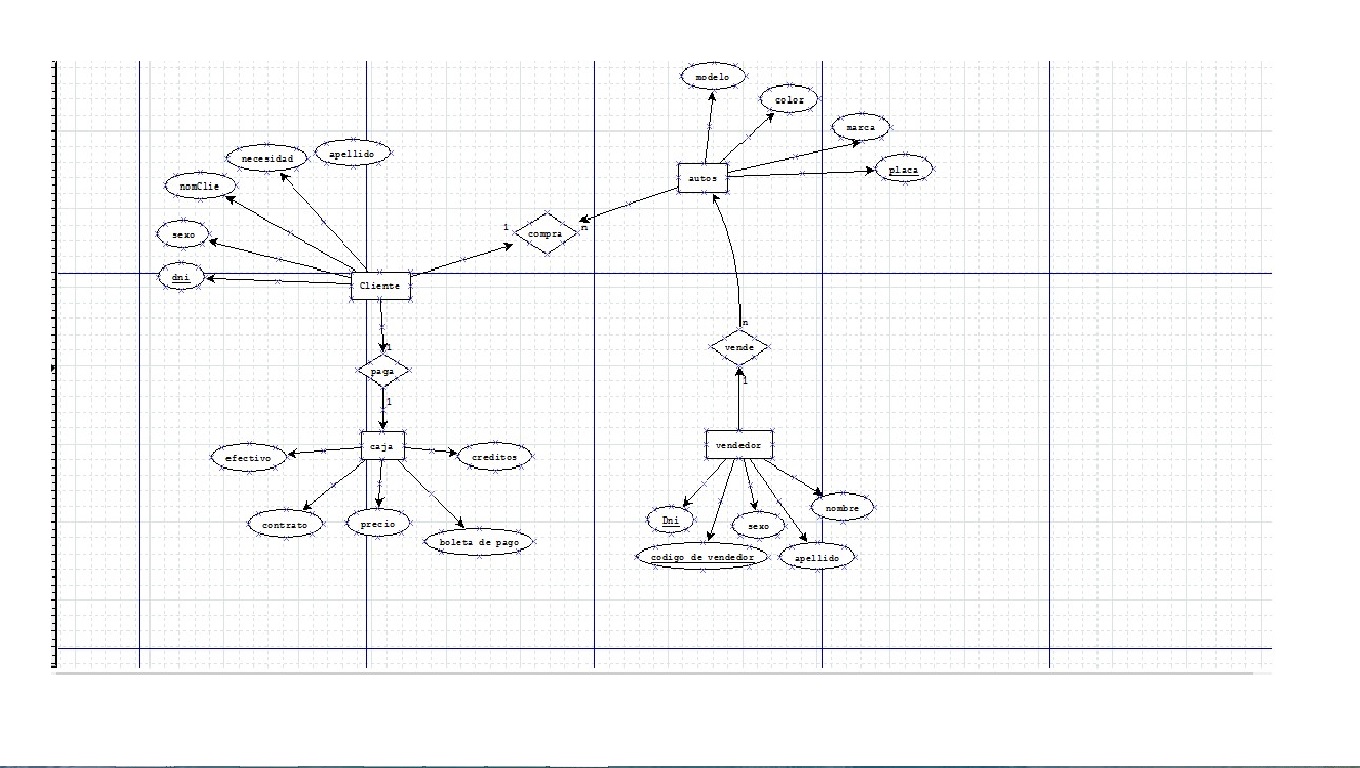 modelo
color
marca
placa
autos
necesidad
apellido
nomClie
sexo
dni
Cliente
1
compra
n
n
vende
1
1
paga
1
caja
efectivo
creditos
contrato
precio
boleta de pago
vendedor
Dni
sexo
nombre
codigo de vendedor
apellido